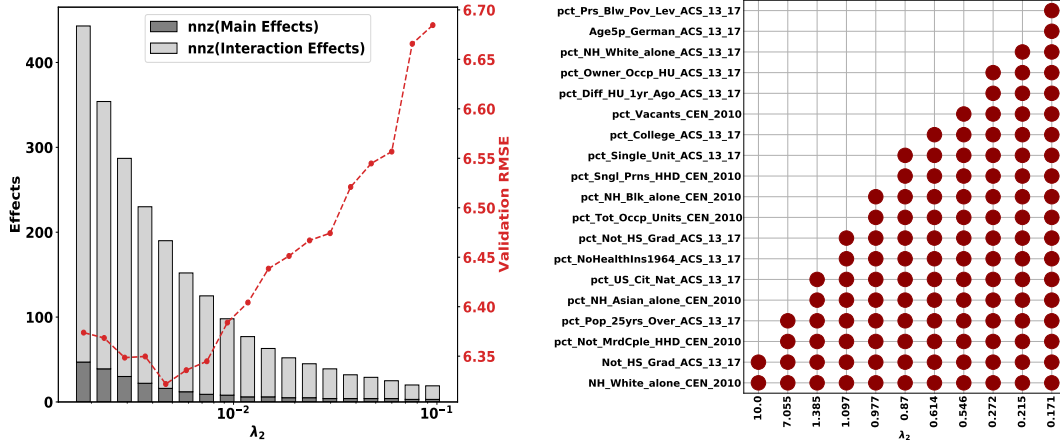 nnz(Main Effects)
nnz(Interaction Effects)
Effects
400
300
200
100
0
6.70
6.65
6.60
6.55
6.50
6.45
6.40
6.35
Validation RMSE
10⁻²
10⁻¹
λ₂
pct_Prs_Blw_Pov_Lev_ACS_13_17
Age5p_German_ACS_13_17
pct_NH_White_alone_ACS_13_17
pct_Owner_Occp_HU_ACS_13_17
pct_Diff_HU_1yr_Ago_ACS_13_17
pct_Vacants_CEN_2010
pct_College_ACS_13_17
pct_Single_Unit_ACS_13_17
pct_Sngl_Prns_HHD_CEN_2010
pct_NH_Blk_alone_CEN_2010
pct_Tot_Occp_Units_CEN_2010
pct_Not_HS_Grad_ACS_13_17
pct_NoHealthIns1964_ACS_13_17
pct_US_Cit_Nat_ACS_13_17
pct_NH_Asian_alone_CEN_2010
pct_Pop_25yrs_Over_ACS_13_17
pct_Not_MrdCple_HHD_CEN_2010
Not_HS_Grad_ACS_13_17
NH_White_alone_CEN_2010
10.0
7.055
1.385
1.097
0.977
0.87
0.614
0.546
0.272
0.215
0.171
λ₂